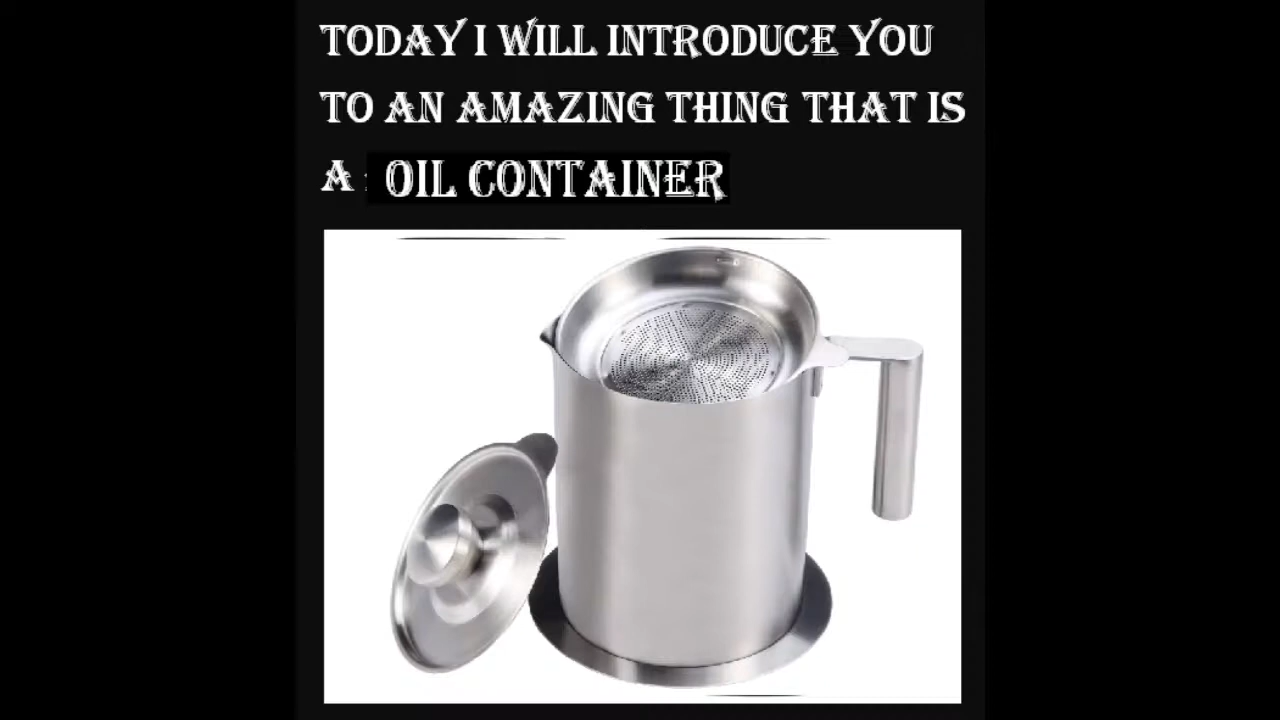 TODAY I WILL INTRODUCE YOU
TO AN AMAZING THING THAT IS
A OIL CONTAINER